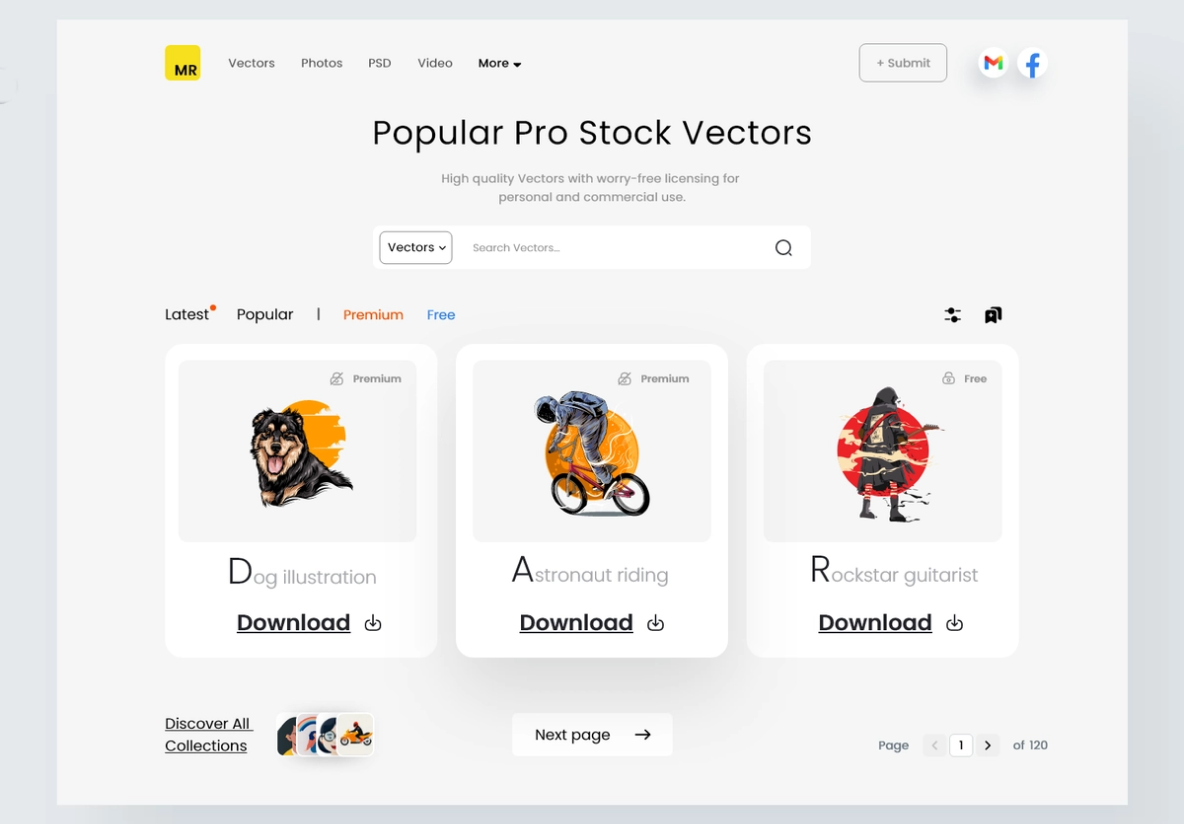 MR
Vectors Photos PSD Video More
+ Submit
Popular Pro Stock Vectors
High quality Vectors with worry-free licensing for
personal and commercial use.
Vectors
Search Vectors...
Latest Popular | Premium Free
Premium
Premium
Free
Dog illustration
Astronaut riding
Rockstar guitarist
Download
Download
Download
Discover All
Collections
Next page
Page 1 of 120